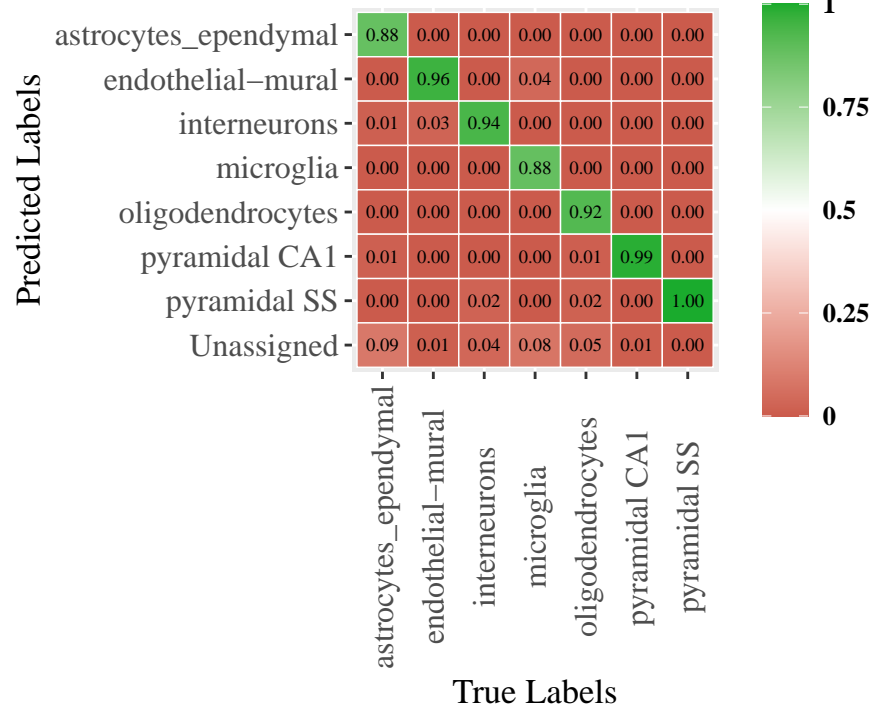 astrocytes_ependymal 0.88 0.00 0.00 0.00 0.00 0.00 0.00
endothelial−mural 0.00 0.96 0.00 0.04 0.00 0.00 0.00
interneurons 0.01 0.03 0.94 0.00 0.00 0.00 0.00
microglia 0.00 0.00 0.00 0.88 0.00 0.00 0.00
oligodendrocytes 0.00 0.00 0.00 0.00 0.92 0.00 0.00
pyramidal CA1 0.01 0.00 0.00 0.00 0.01 0.99 0.00
pyramidal SS 0.00 0.00 0.02 0.00 0.02 0.00 1.00
Unassigned 0.09 0.01 0.04 0.08 0.05 0.01 0.00
Predicted Labels
astrocytes_ependymal
endothelial−mural
interneurons
microglia
oligodendrocytes
pyramidal CA1
pyramidal SS
True Labels
1
0.75
0.5
0.25
0